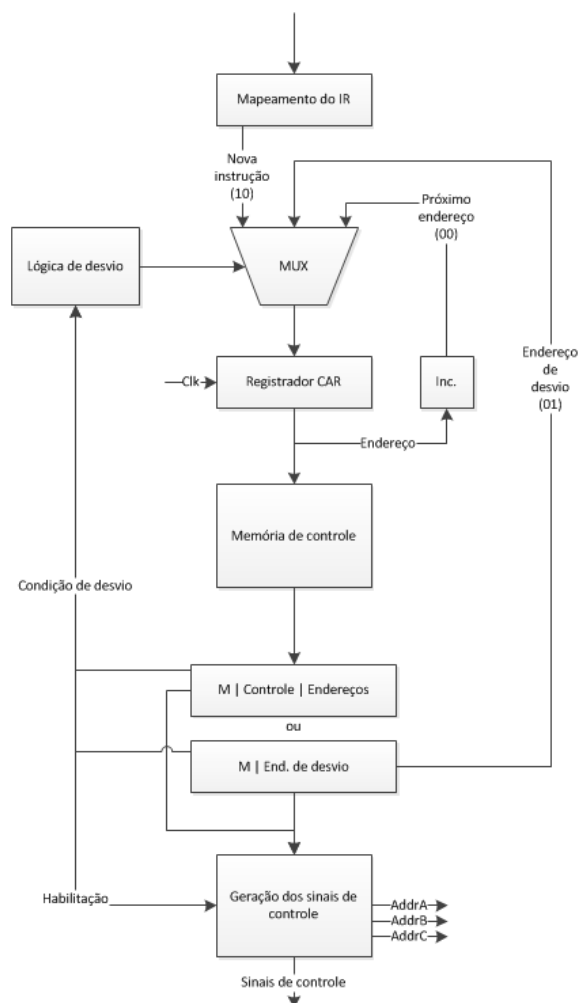 Mapeamento do IR
Nova
instrução
(10)
Próximo
endereço
(00)
Lógica de desvio
MUX
Endereço
de
desvio
(01)
Clk
Registrador CAR
Inc.
Endereço
Memória de controle
Condição de desvio
M | Controle | Endereços
ou
M | End. de desvio
Habilitação
Geração dos sinais de
controle
AddrA
AddrB
AddrC
Sinais de controle